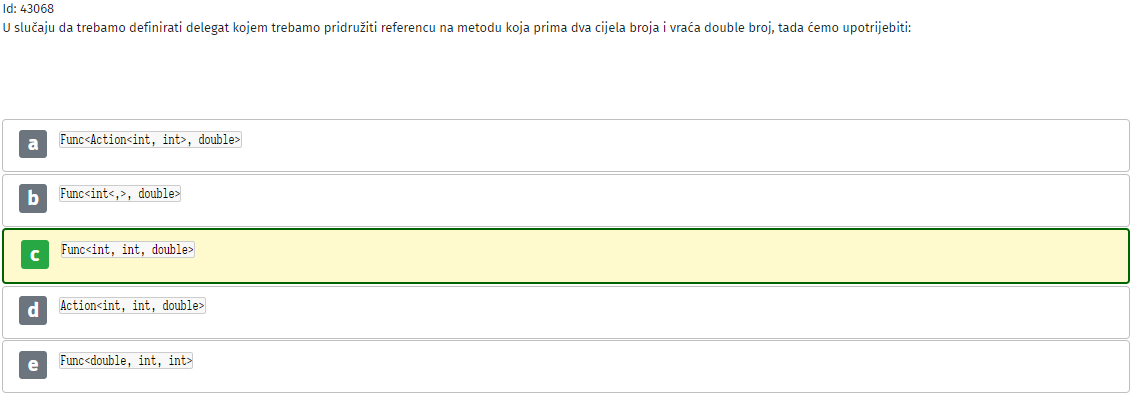 Id: 43068
U slučaju da trebamo definirati delegat kojem trebamo pridružiti referencu na metodu koja prima dva cijela broja i vraća double broj, tada ćemo upotrijebiti:
a Func<Action<int, int>, double>
b Func<int<,>, double>
c Func<int, int, double>
d Action<int, int, double>
e Func<double, int, int>